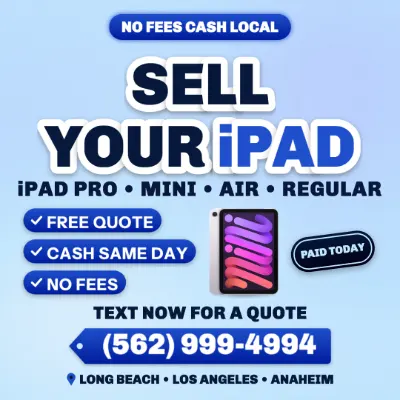 NO FEES CASH LOCAL
SELL
YOUR iPAD
iPAD PRO • MINI • AIR • REGULAR
✓ FREE QUOTE
✓ CASH SAME DAY
✓ NO FEES
PAID TODAY
TEXT NOW FOR A QUOTE
(562) 999-4994
LONG BEACH • LOS ANGELES • ANAHEIM